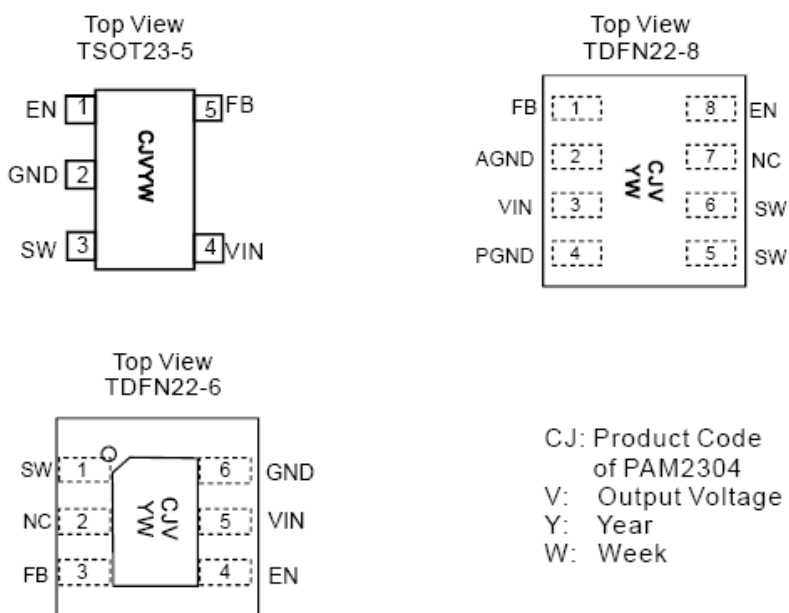 Top View
TSOT23-5
EN 1
5 FB
GND 2
SW 3
4 VIN
CJVYW
Top View
TDFN22-8
FB 1
8 EN
AGND 2
7 NC
VIN 3
6 SW
PGND 4
5 SW
CJV
YW
Top View
TDFN22-6
SW 1
6 GND
NC 2
5 VIN
FB 3
4 EN
CJV
YW
CJ: Product Code
of PAM2304
V: Output Voltage
Y: Year
W: Week